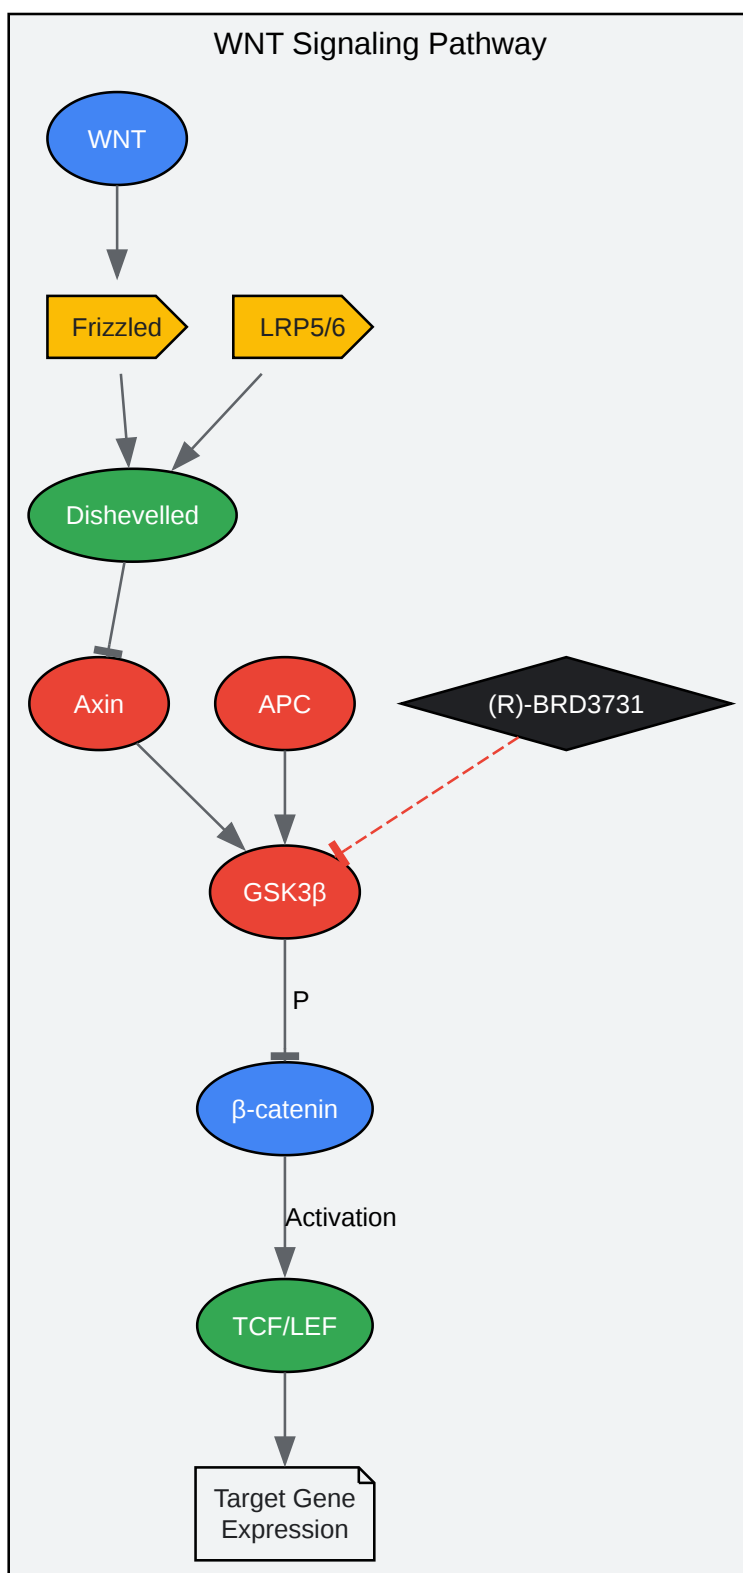 WNT Signaling Pathway
WNT
Frizzled
LRP5/6
Dishevelled
Axin
APC
(R)-BRD3731
GSK3β
P
β-catenin
Activation
TCF/LEF
Target Gene
Expression